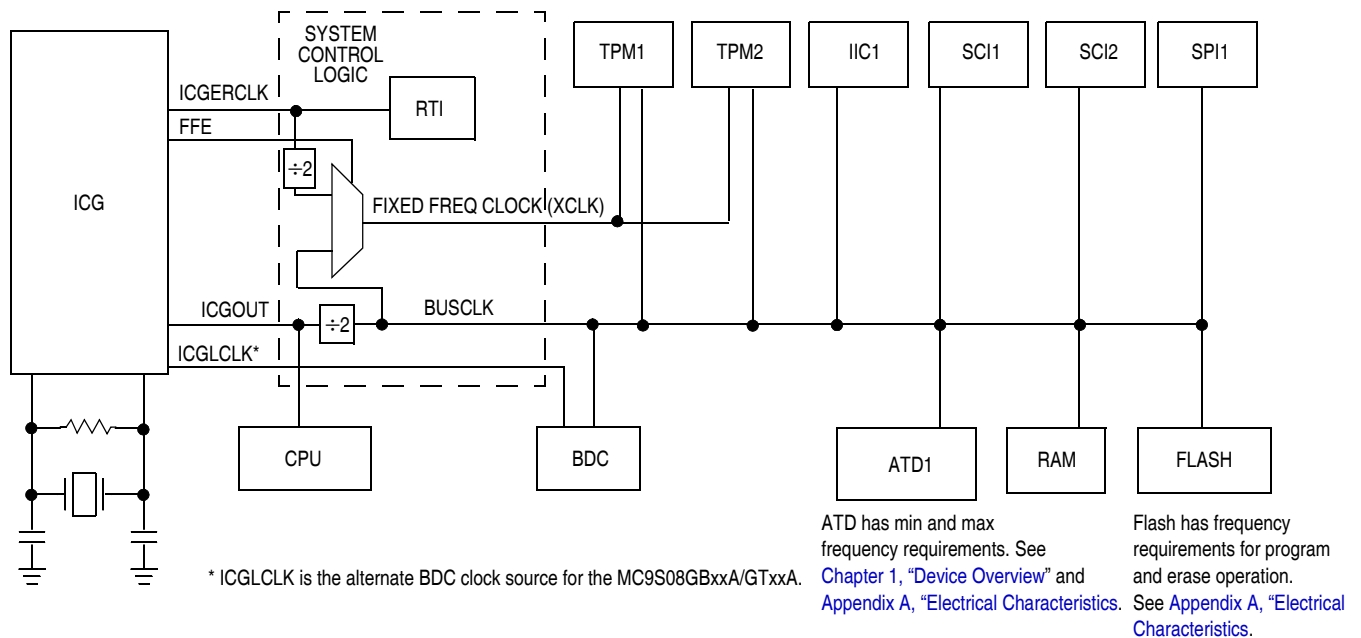 SYSTEM
CONTROL
LOGIC
TPM1
TPM2
IIC1
SCI1
SCI2
SPI1
ICGERCLK
RTI
FFE
÷2
ICG
FIXED FREQ CLOCK (XCLK)
ICGOUT
÷2
BUSCLK
ICGLCLK*
CPU
BDC
ATD1
RAM
FLASH
ATD has min and max
frequency requirements. See
Chapter 1, “Device Overview” and
Appendix A, “Electrical Characteristics.
Flash has frequency
requirements for program
and erase operation.
See Appendix A, “Electrical
Characteristics.
* ICGLCLK is the alternate BDC clock source for the MC9S08GBxxA/GTxxA.